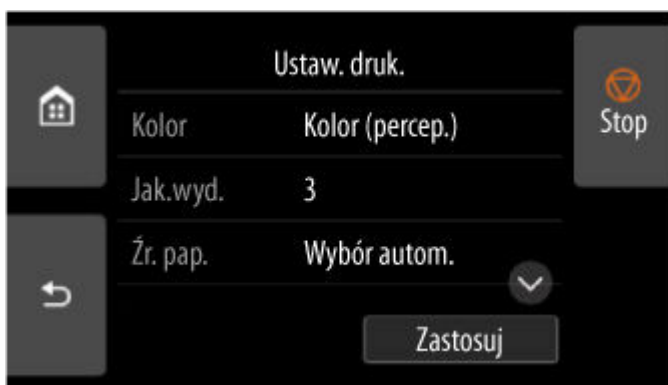 Ustaw. druk.
Stop
Kolor Kolor (percep.)
Jak.wyd. 3
Źr. pap. Wybór autom.
Zastosuj